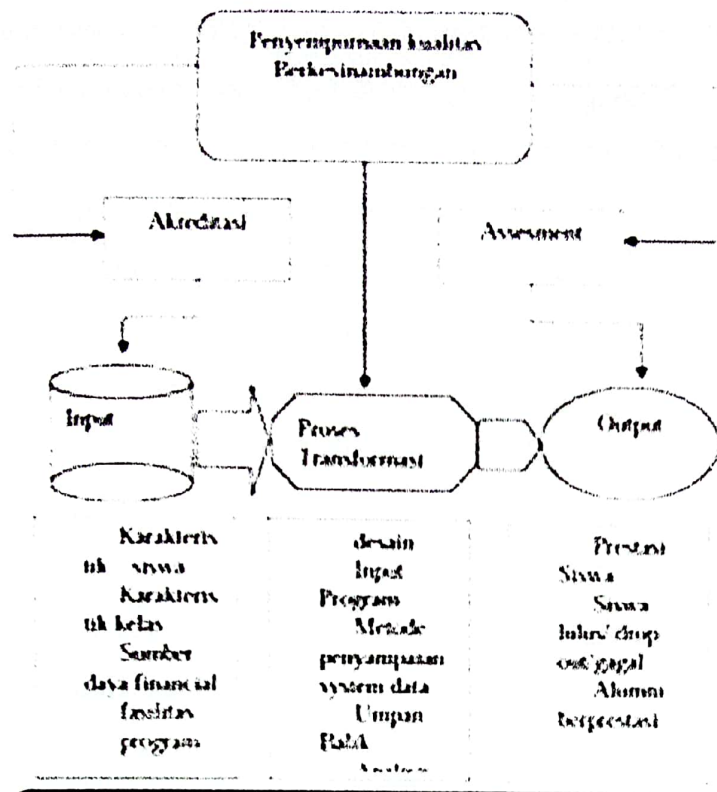 Penyempurnaan kualitas
Berkesinambungan
Akreditasi
Assesment
Input
Proses
Transformasi
Output
Karakteris
tik siswa
Karakteris
tik kelas
Sumber
daya financial
fasilitas
program
desain
Input
Program
Metode
penyampaian
system data
Umpan
Balik
Prestasi
Siswa
Siswa
lulus/ drop
out/gagal
Alumni
berprestasi